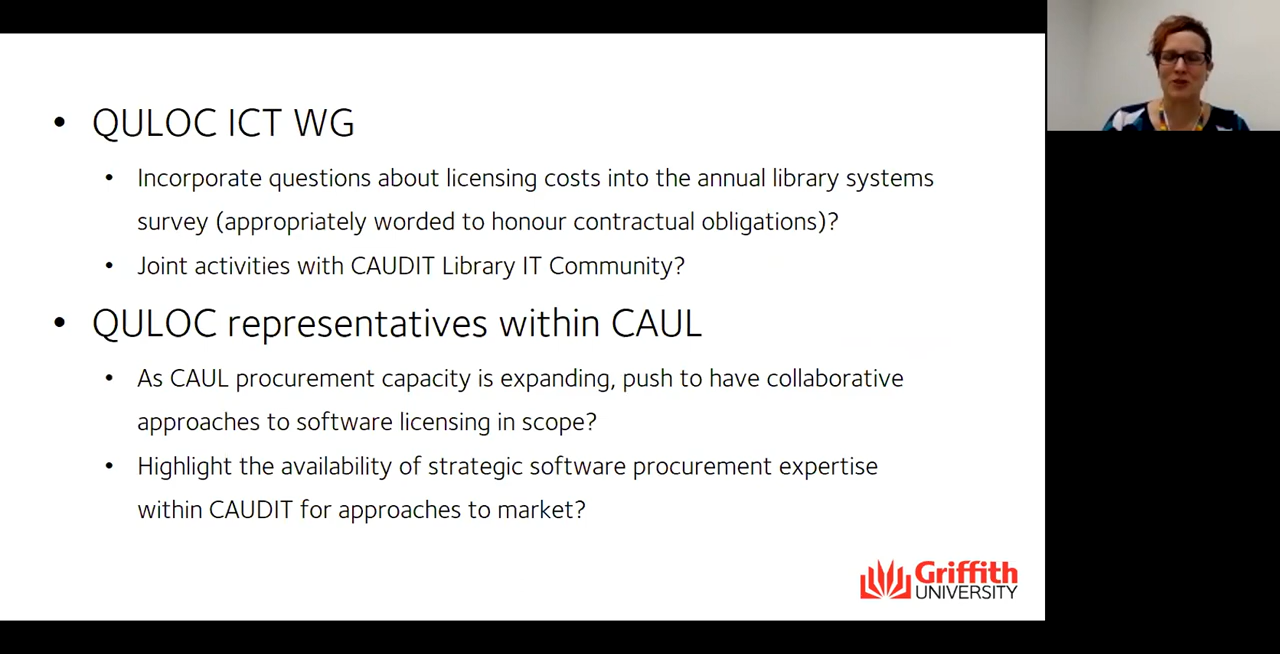 • QULOC ICT WG
• Incorporate questions about licensing costs into the annual library systems
survey (appropriately worded to honour contractual obligations)?
• Joint activities with CAUDIT Library IT Community?
• QULOC representatives within CAUL
• As CAUL procurement capacity is expanding, push to have collaborative
approaches to software licensing in scope?
• Highlight the availability of strategic software procurement expertise
within CAUDIT for approaches to market?
Griffith
UNIVERSITY